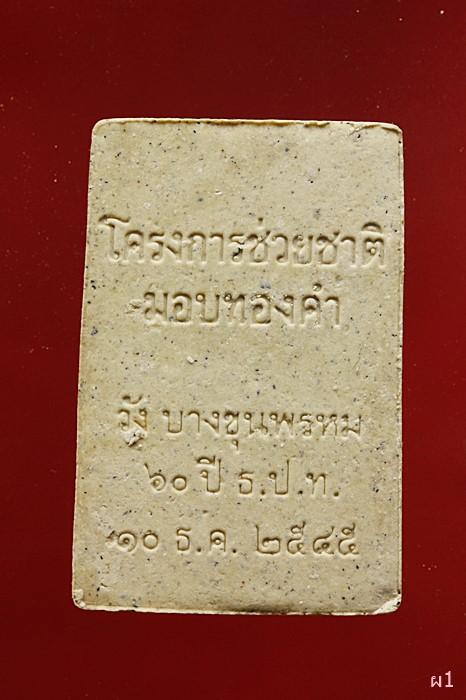 โครงการช่วยชาติ
มอบทองคำ
วัง บางขุนพรหม
๖๐ ปี ธ.ป.ท.
๑๐ ธ.ค. ๒๕๔๕
ผ1